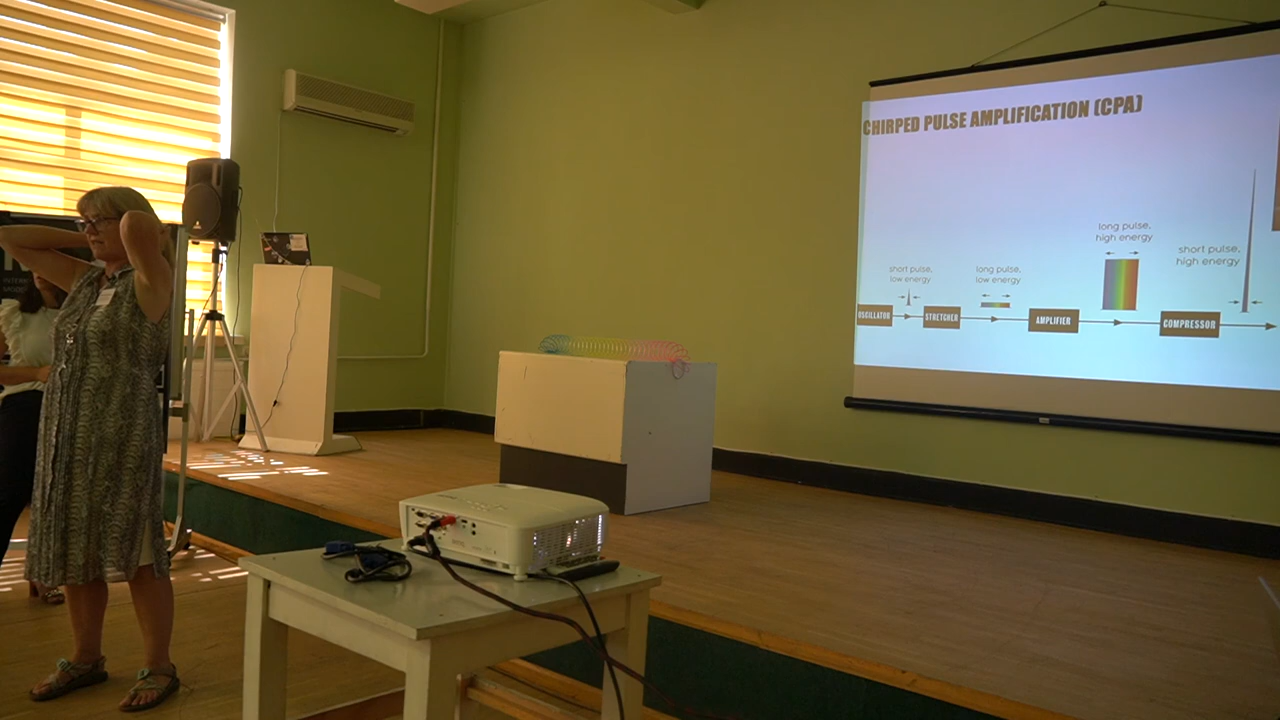 CHIRPED PULSE AMPLIFICATION (CPA)
long pulse,
high energy
short pulse,
high energy
short pulse,
low energy
long pulse,
low energy
OSCILLATOR
STRETCHER
AMPLIFIER
COMPRESSOR